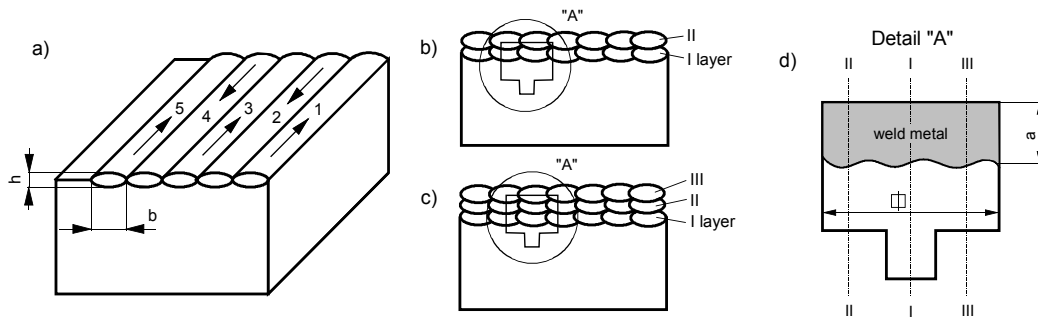 a)
5
4
3
2
1
h
b
b)
"A"
II
I layer
c)
"A"
III
II
I layer
Detail "A"
d)
II
I
III
weld metal
a
II
I
III